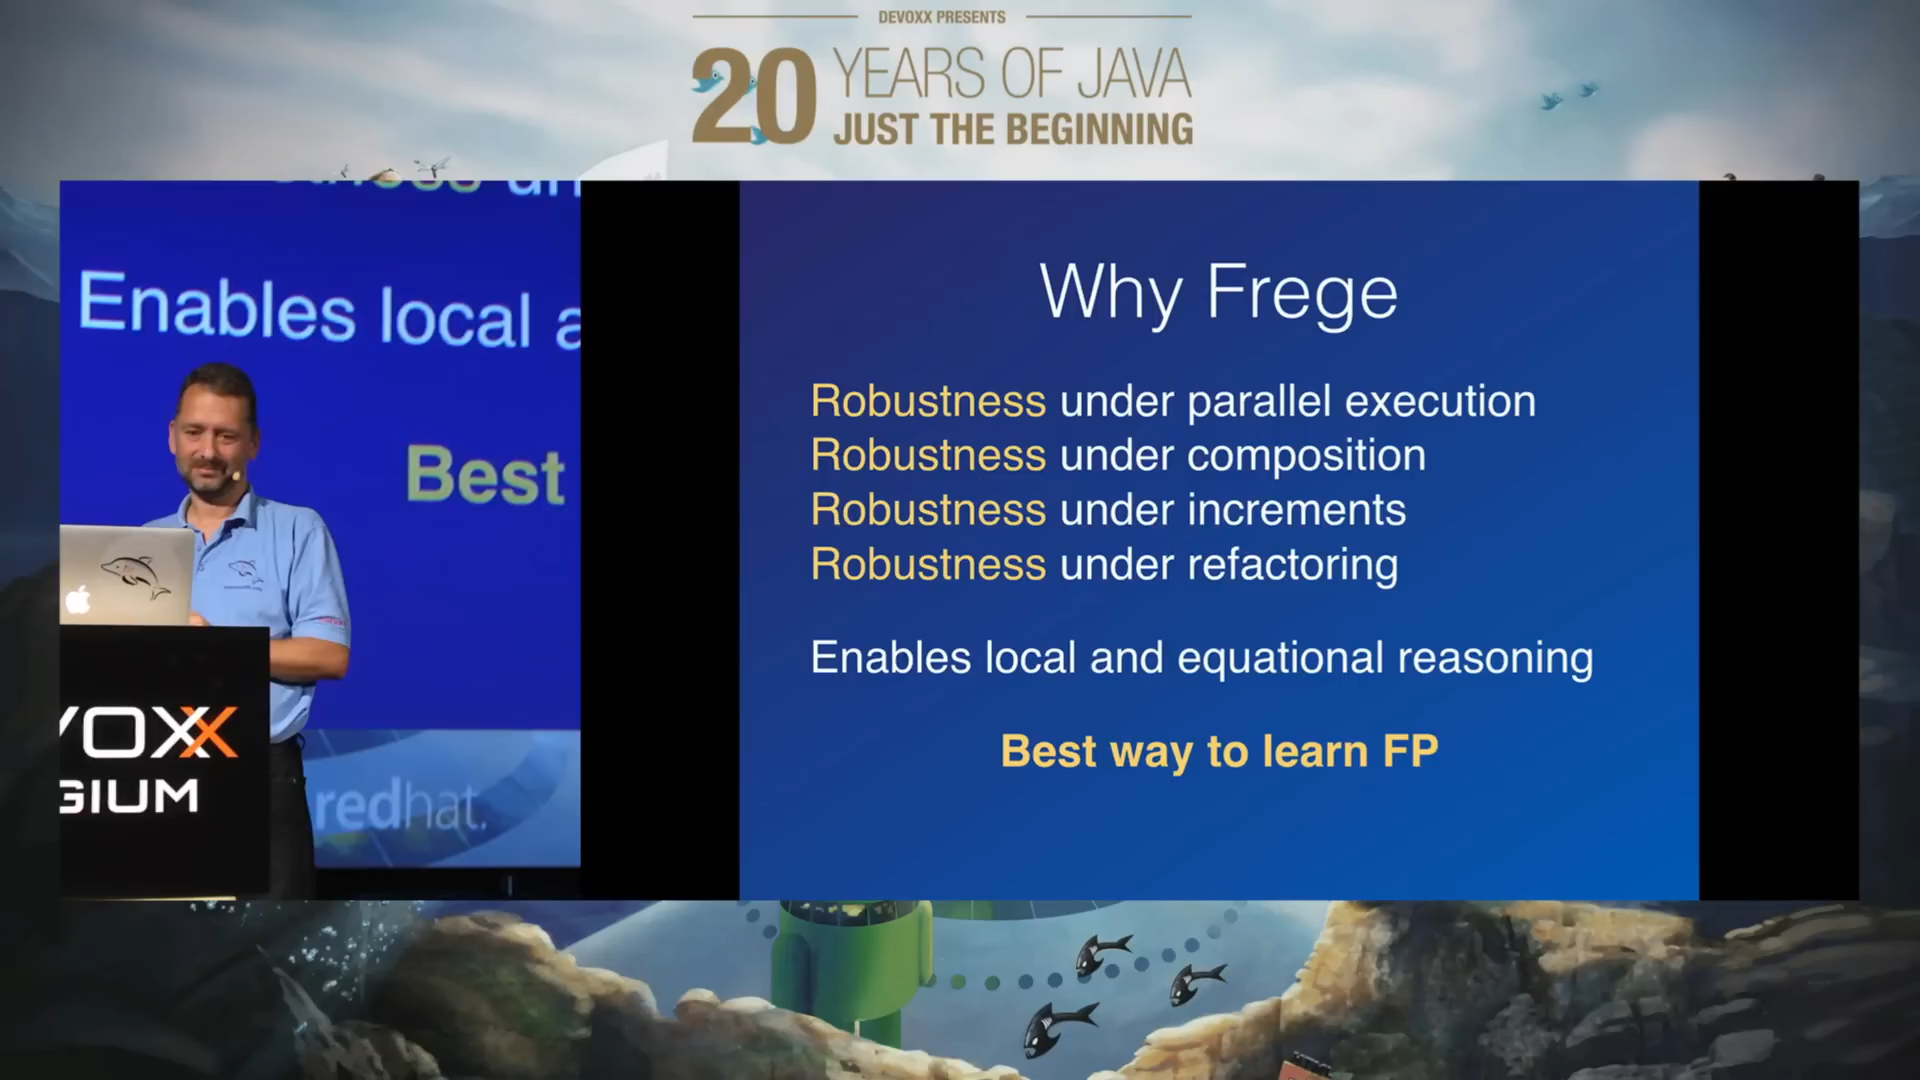 DEVOXX PRESENTS
20 YEARS OF JAVA
JUST THE BEGINNING
Enables local a
Best
VOXX
GIUM
redhat.
Why Frege
Robustness under parallel execution
Robustness under composition
Robustness under increments
Robustness under refactoring
Enables local and equational reasoning
Best way to learn FP